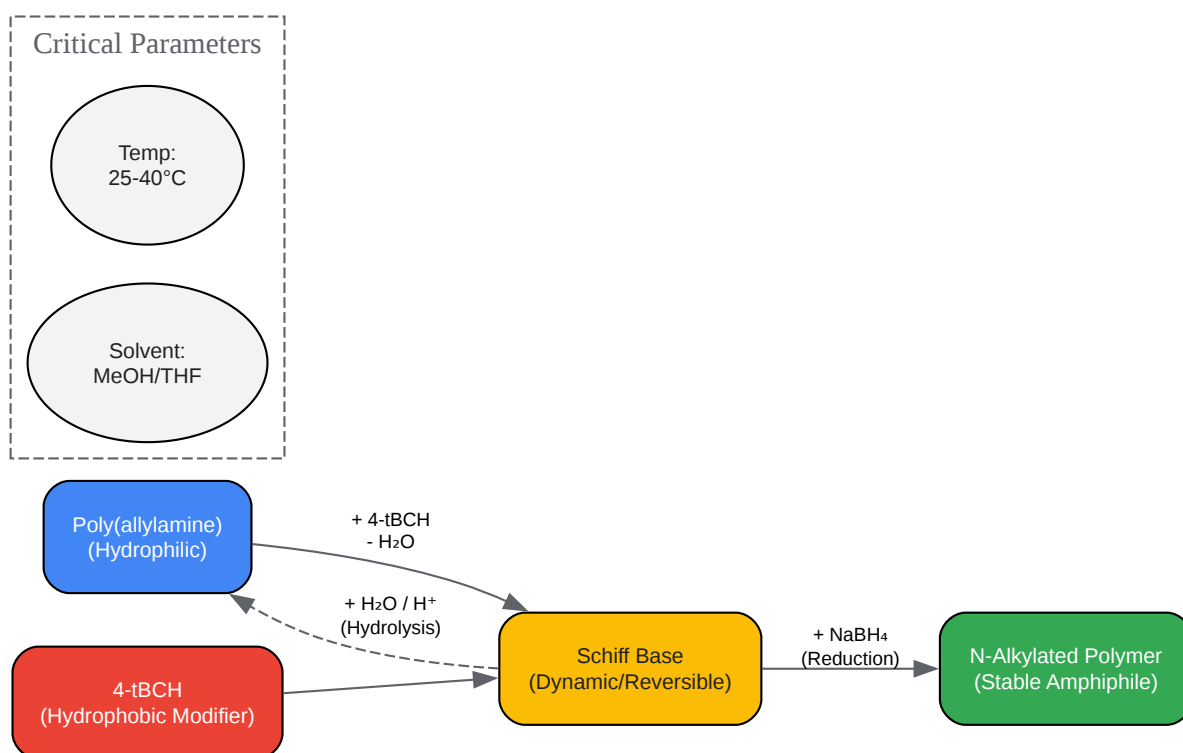 Critical Parameters
Temp:
25-40°C
Solvent:
MeOH/THF
Poly(allylamine)
(Hydrophilic)
+ 4-tBCH
- H₂O
+ H₂O / H⁺
(Hydrolysis)
4-tBCH
(Hydrophobic Modifier)
Schiff Base
(Dynamic/Reversible)
+ NaBH₄
(Reduction)
N-Alkylated Polymer
(Stable Amphiphile)